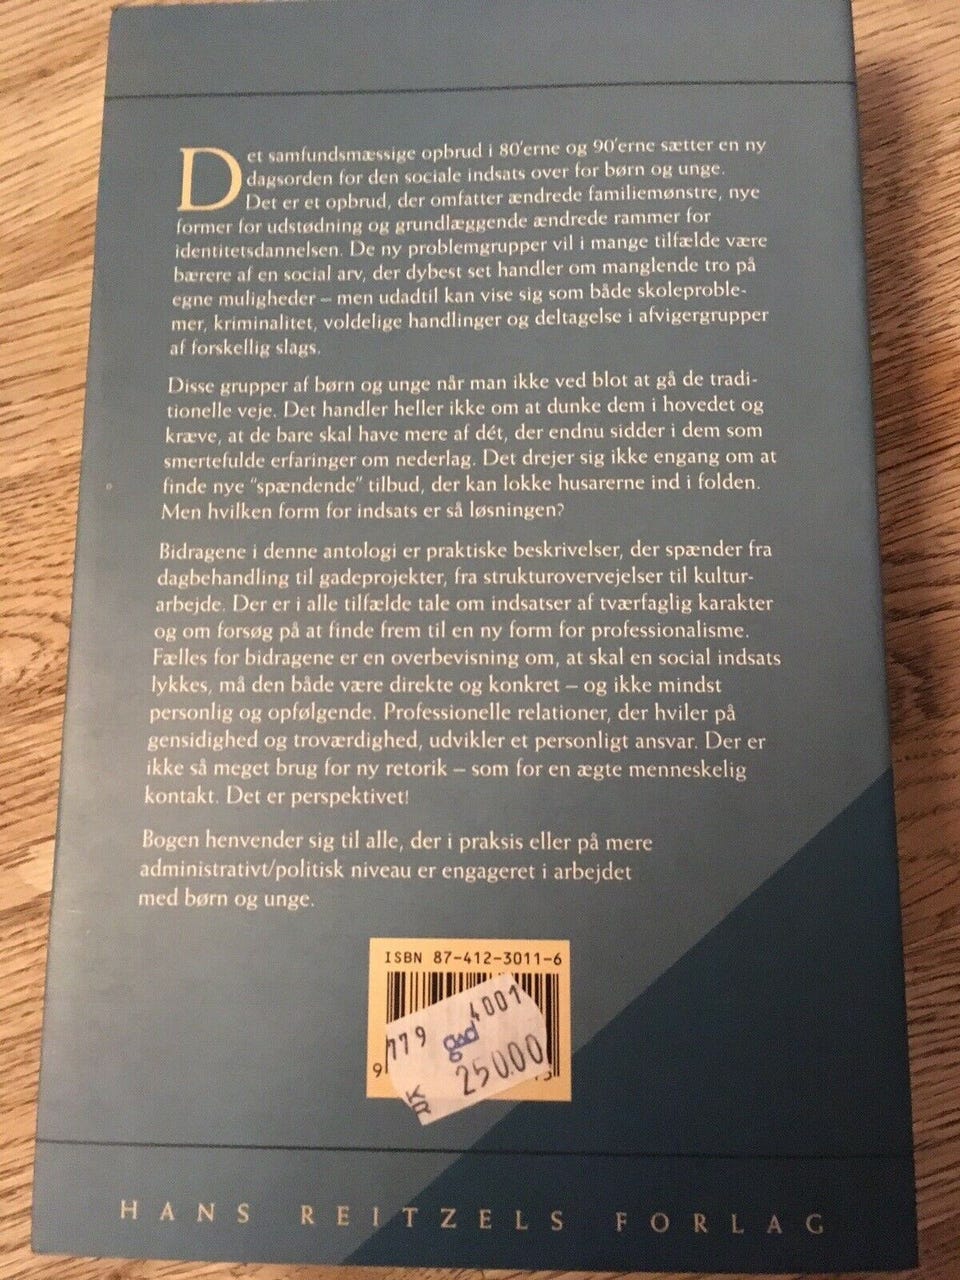 Det samfundsmæssige opbrud i 80'erne og 90'erne sætter en ny
dagsorden for den sociale indsats over for børn og unge.
Det er et opbrud, der omfatter ændrede familiemønstre, nye
former for udstødning og grundlæggende ændrede rammer for
identitetsdannelsen. De ny problemgrupper vil i mange tilfælde være
bærere af en social arv, der dybest set handler om manglende tro på
egne muligheder – men udadtil kan vise sig som både skoleproble-
mer, kriminalitet, voldelige handlinger og deltagelse i afvigergrupper
af forskellig slags.
Disse grupper af børn og unge når man ikke ved blot at gå de tradi-
tionelle veje. Det handler heller ikke om at dunke dem i hovedet og
kræve, at de bare skal have mere af dét, der endnu sidder i dem som
smertefulde erfaringer om nederlag. Det drejer sig ikke engang om at
finde nye "spændende" tilbud, der kan lokke husarerne ind i folden.
Men hvilken form for indsats er så løsningen?
Bidragene i denne antologi er praktiske beskrivelser, der spænder fra
dagbehandling til gadeprojekter, fra strukturovervejelser til kultur-
arbejde. Der er i alle tilfælde tale om indsatser af tværfaglig karakter
og om forsøg på at finde frem til en ny form for professionalisme.
Fælles for bidragene er en overbevisning om, at skal en social indsats
lykkes, må den både være direkte og konkret – og ikke mindst
personlig og opfølgende. Professionelle relationer, der hviler på
gensidighed og troværdighed, udvikler et personligt ansvar. Der er
ikke så meget brug for ny retorik – som for en ægte menneskelig
kontakt. Det er perspektivet!
Bogen henvender sig til alle, der i praksis eller på mere
administrativt/politisk niveau er engageret i arbejdet
med børn og unge.
ISBN 87-412-3011-6
779 4001
gad
250.00
9
HANS REITZELS FORLAG